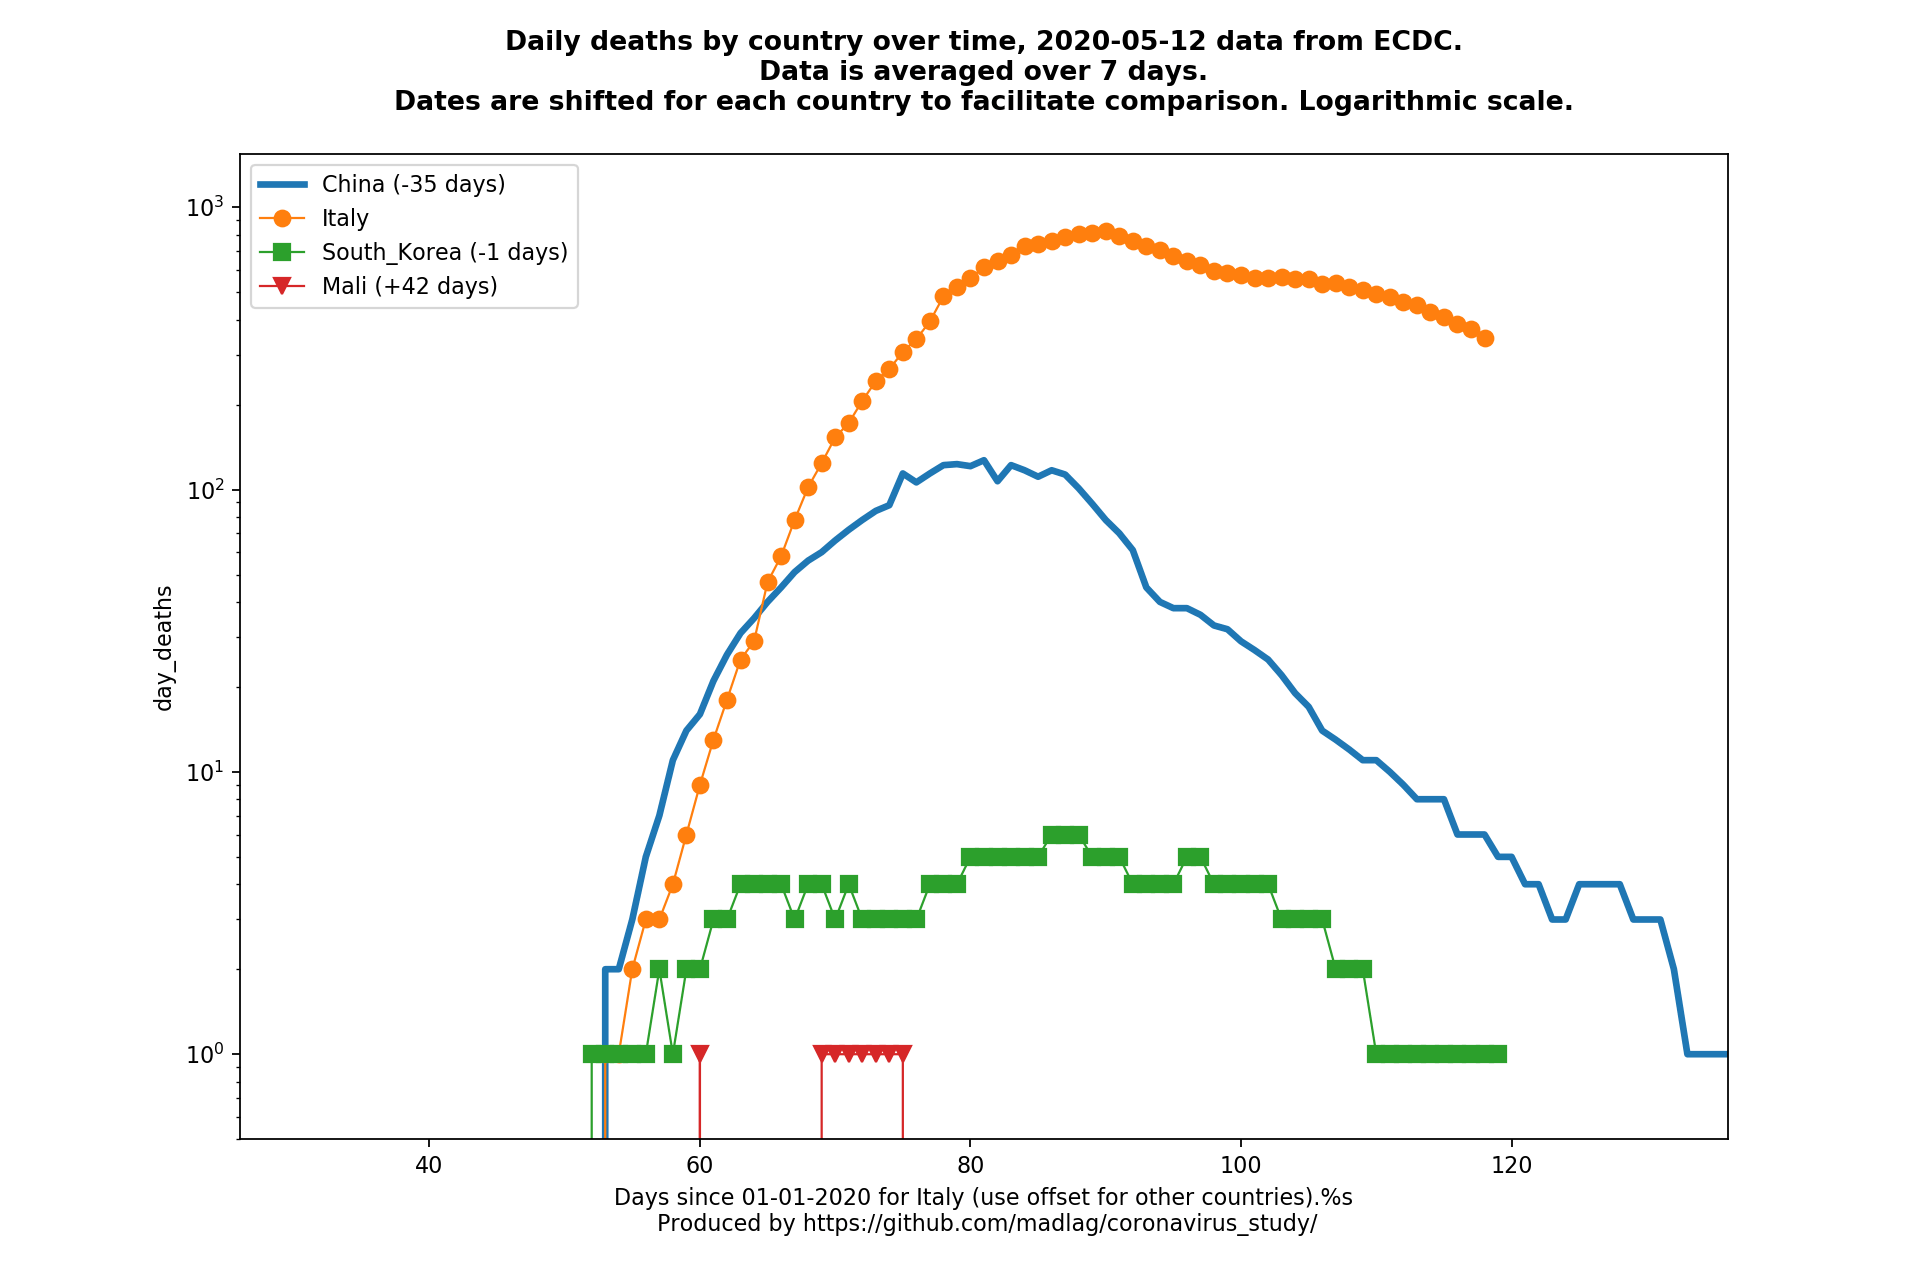 Daily deaths by country over time, 2020-05-12 data from ECDC.
Data is averaged over 7 days.
Dates are shifted for each country to facilitate comparison. Logarithmic scale.
China (-35 days)
Italy
South_Korea (-1 days)
Mali (+42 days)
10³
10²
10¹
10⁰
day_deaths
40 60 80 100 120
Days since 01-01-2020 for Italy (use offset for other countries).%s
Produced by https://github.com/madlag/coronavirus_study/